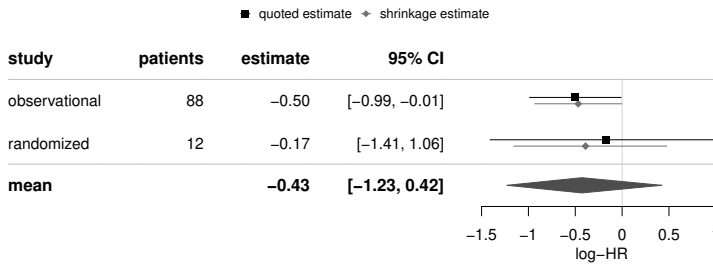 quoted estimate shrinkage estimate
study patients estimate 95% CI
observational 88 −0.50 [−0.99, −0.01]
randomized 12 −0.17 [−1.41, 1.06]
mean −0.43 [−1.23, 0.42]
−1.5 −1 −0.5 0 0.5
log−HR